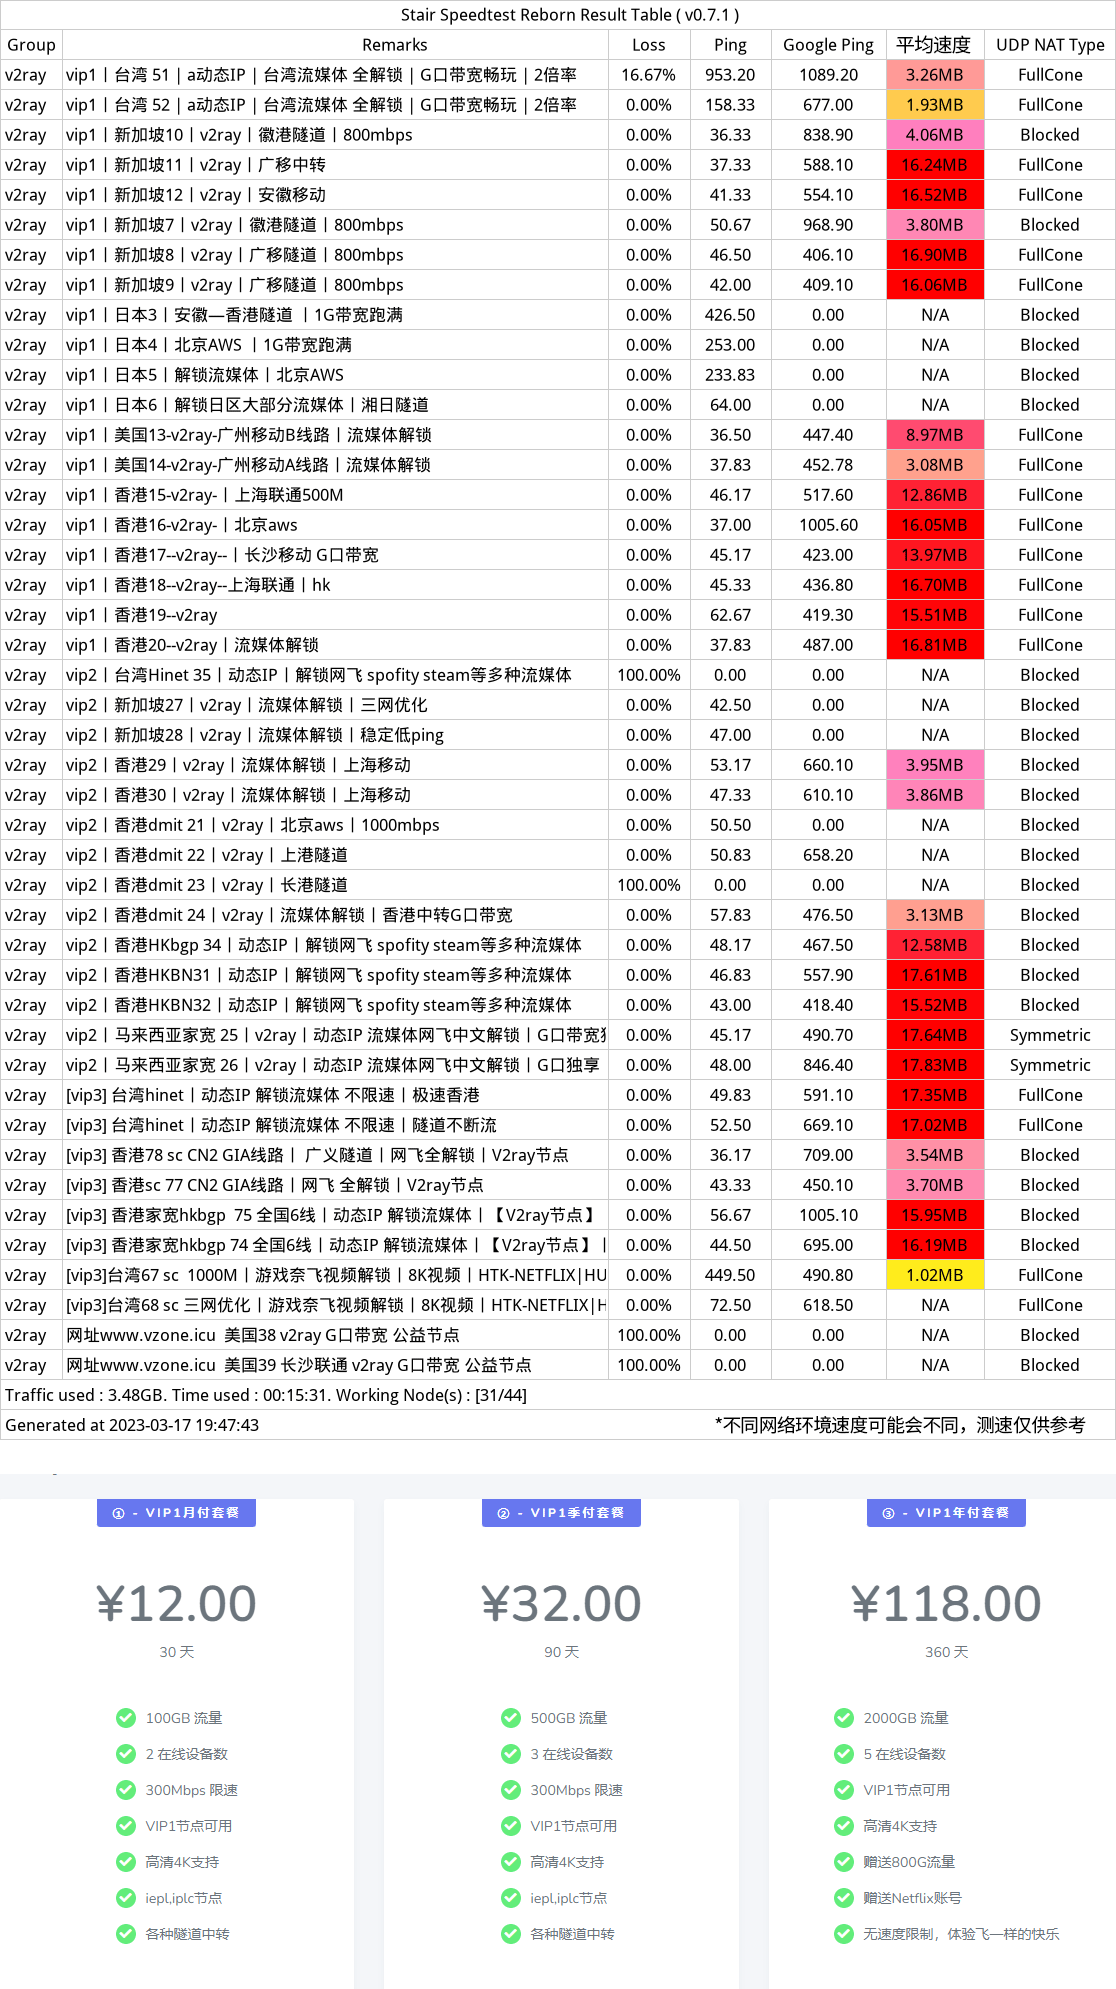 Stair Speedtest Reborn Result Table ( v0.7.1 )
Group Remarks Loss Ping Google Ping 平均速度 UDP NAT Type
v2ray vip1丨台湾 51 | a动态IP | 台湾流媒体 全解锁 | G口带宽畅玩 | 2倍率 16.67% 953.20 1089.20 3.26MB FullCone
v2ray vip1丨台湾 52 | a动态IP | 台湾流媒体 全解锁 | G口带宽畅玩 | 2倍率 0.00% 158.33 677.00 1.93MB FullCone
v2ray vip1丨新加坡10丨v2ray丨徽港隧道丨800mbps 0.00% 36.33 838.90 4.06MB Blocked
v2ray vip1丨新加坡11丨v2ray丨广移中转 0.00% 37.33 588.10 16.24MB FullCone
v2ray vip1丨新加坡12丨v2ray丨安徽移动 0.00% 41.33 554.10 16.52MB FullCone
v2ray vip1丨新加坡7丨v2ray丨徽港隧道丨800mbps 0.00% 50.67 968.90 3.80MB Blocked
v2ray vip1丨新加坡8丨v2ray丨广移隧道丨800mbps 0.00% 46.50 406.10 16.90MB FullCone
v2ray vip1丨新加坡9丨v2ray丨广移隧道丨800mbps 0.00% 42.00 409.10 16.06MB FullCone
v2ray vip1丨日本3丨安徽—香港隧道 丨1G带宽跑满 0.00% 426.50 0.00 N/A Blocked
v2ray vip1丨日本4丨北京AWS 丨1G带宽跑满 0.00% 253.00 0.00 N/A Blocked
v2ray vip1丨日本5丨解锁流媒体丨北京AWS 0.00% 233.83 0.00 N/A Blocked
v2ray vip1丨日本6丨解锁日区大部分流媒体丨湘日隧道 0.00% 64.00 0.00 N/A Blocked
v2ray vip1丨美国13-v2ray-广州移动B线路丨流媒体解锁 0.00% 36.50 447.40 8.97MB FullCone
v2ray vip1丨美国14-v2ray-广州移动A线路丨流媒体解锁 0.00% 37.83 452.78 3.08MB FullCone
v2ray vip1丨香港15-v2ray-丨上海联通500M 0.00% 46.17 517.60 12.86MB FullCone
v2ray vip1丨香港16-v2ray-丨北京aws 0.00% 37.00 1005.60 16.05MB FullCone
v2ray vip1丨香港17--v2ray--丨长沙移动 G口带宽 0.00% 45.17 423.00 13.97MB FullCone
v2ray vip1丨香港18--v2ray--上海联通丨hk 0.00% 45.33 436.80 16.70MB FullCone
v2ray vip1丨香港19--v2ray 0.00% 62.67 419.30 15.51MB FullCone
v2ray vip1丨香港20--v2ray丨流媒体解锁 0.00% 37.83 487.00 16.81MB FullCone
v2ray vip2丨台湾Hinet 35丨动态IP丨解锁网飞 spofity steam等多种流媒体 100.00% 0.00 0.00 N/A Blocked
v2ray vip2丨新加坡27丨v2ray丨流媒体解锁丨三网优化 0.00% 42.50 0.00 N/A Blocked
v2ray vip2丨新加坡28丨v2ray丨流媒体解锁丨稳定低ping 0.00% 47.00 0.00 N/A Blocked
v2ray vip2丨香港29丨v2ray丨流媒体解锁丨上海移动 0.00% 53.17 660.10 3.95MB Blocked
v2ray vip2丨香港30丨v2ray丨流媒体解锁丨上海移动 0.00% 47.33 610.10 3.86MB Blocked
v2ray vip2丨香港dmit 21丨v2ray丨北京aws丨1000mbps 0.00% 50.50 0.00 N/A Blocked
v2ray vip2丨香港dmit 22丨v2ray丨上港隧道 0.00% 50.83 658.20 N/A Blocked
v2ray vip2丨香港dmit 23丨v2ray丨长港隧道 100.00% 0.00 0.00 N/A Blocked
v2ray vip2丨香港dmit 24丨v2ray丨流媒体解锁丨香港中转G口带宽 0.00% 57.83 476.50 3.13MB Blocked
v2ray vip2丨香港HKbgp 34丨动态IP丨解锁网飞 spofity steam等多种流媒体 0.00% 48.17 467.50 12.58MB Blocked
v2ray vip2丨香港HKBN31丨动态IP丨解锁网飞 spofity steam等多种流媒体 0.00% 46.83 557.90 17.61MB Blocked
v2ray vip2丨香港HKBN32丨动态IP丨解锁网飞 spofity steam等多种流媒体 0.00% 43.00 418.40 15.52MB Blocked
v2ray vip2丨马来西亚家宽 25丨v2ray丨动态IP 流媒体网飞中文解锁丨G口带宽 0.00% 45.17 490.70 17.64MB Symmetric
v2ray vip2丨马来西亚家宽 26丨v2ray丨动态IP 流媒体网飞中文解锁丨G口独享 0.00% 48.00 846.40 17.83MB Symmetric
v2ray [vip3] 台湾hinet丨动态IP 解锁流媒体 不限速丨极速香港 0.00% 49.83 591.10 17.35MB FullCone
v2ray [vip3] 台湾hinet丨动态IP 解锁流媒体 不限速丨隧道不断流 0.00% 52.50 669.10 17.02MB FullCone
v2ray [vip3] 香港78 sc CN2 GIA线路丨 广义隧道丨网飞全解锁丨V2ray节点 0.00% 36.17 709.00 3.54MB Blocked
v2ray [vip3] 香港sc 77 CN2 GIA线路丨网飞 全解锁丨V2ray节点 0.00% 43.33 450.10 3.70MB Blocked
v2ray [vip3] 香港家宽hkbgp 75 全国6线丨动态IP 解锁流媒体丨【V2ray节点】 0.00% 56.67 1005.10 15.95MB Blocked
v2ray [vip3] 香港家宽hkbgp 74 全国6线丨动态IP 解锁流媒体丨【V2ray节点】丨 0.00% 44.50 695.00 16.19MB Blocked
v2ray [vip3]台湾67 sc 1000M丨游戏奈飞视频解锁丨8K视频丨HTK-NETFLIX|HU 0.00% 449.50 490.80 1.02MB FullCone
v2ray [vip3]台湾68 sc 三网优化丨游戏奈飞视频解锁丨8K视频丨HTK-NETFLIX|H 0.00% 72.50 618.50 N/A FullCone
v2ray 网址www.vzone.icu 美国38 v2ray G口带宽 公益节点 100.00% 0.00 0.00 N/A Blocked
v2ray 网址www.vzone.icu 美国39 长沙联通 v2ray G口带宽 公益节点 100.00% 0.00 0.00 N/A Blocked
Traffic used : 3.48GB. Time used : 00:15:31. Working Node(s) : [31/44]
Generated at 2023-03-17 19:47:43 *不同网络环境速度可能会不同，测速仅供参考
① - VIP1月付套餐
¥12.00
30 天
100GB 流量
2 在线设备数
300Mbps 限速
VIP1节点可用
高清4K支持
iepl,iplc节点
各种隧道中转
② - VIP1季付套餐
¥32.00
90 天
500GB 流量
3 在线设备数
300Mbps 限速
VIP1节点可用
高清4K支持
iepl,iplc节点
各种隧道中转
③ - VIP1年付套餐
¥118.00
360 天
2000GB 流量
5 在线设备数
VIP1节点可用
高清4K支持
赠送800G流量
赠送Netflix账号
无速度限制，体验飞一样的快乐